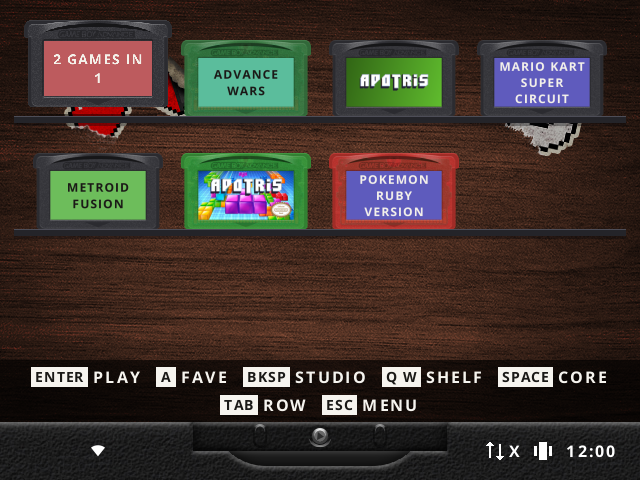 2 GAMES IN
1
ADVANCE
WARS
APOTRIS
MARIO KART
SUPER
CIRCUIT
METROID
FUSION
APOTRIS
POKEMON
RUBY
VERSION
ENTER PLAY A FAVE BKSP STUDIO Q W SHELF SPACE CORE
TAB ROW ESC MENU
X 12:00